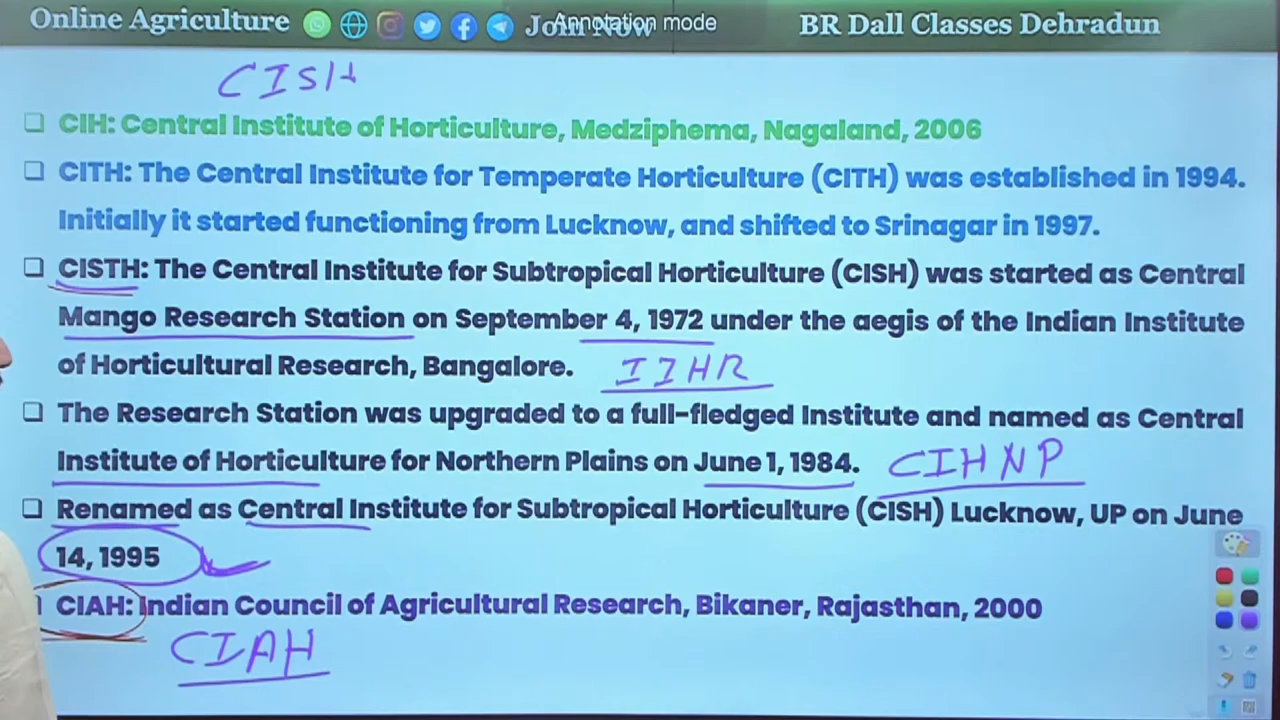 Online Agriculture Join Now Annotation mode BR Dall Classes Dehradun
CISH
❑ CIH: Central Institute of Horticulture, Medziphema, Nagaland, 2006
❑ CITH: The Central Institute for Temperate Horticulture (CITH) was established in 1994.
Initially it started functioning from Lucknow, and shifted to Srinagar in 1997.
❑ CISTH: The Central Institute for Subtropical Horticulture (CISH) was started as Central
Mango Research Station on September 4, 1972 under the aegis of the Indian Institute
of Horticultural Research, Bangalore. IIHR
❑ The Research Station was upgraded to a full-fledged Institute and named as Central
Institute of Horticulture for Northern Plains on June 1, 1984. CIHNP
❑ Renamed as Central Institute for Subtropical Horticulture (CISH) Lucknow, UP on June
14, 1995
CIAH: Indian Council of Agricultural Research, Bikaner, Rajasthan, 2000
CIAH